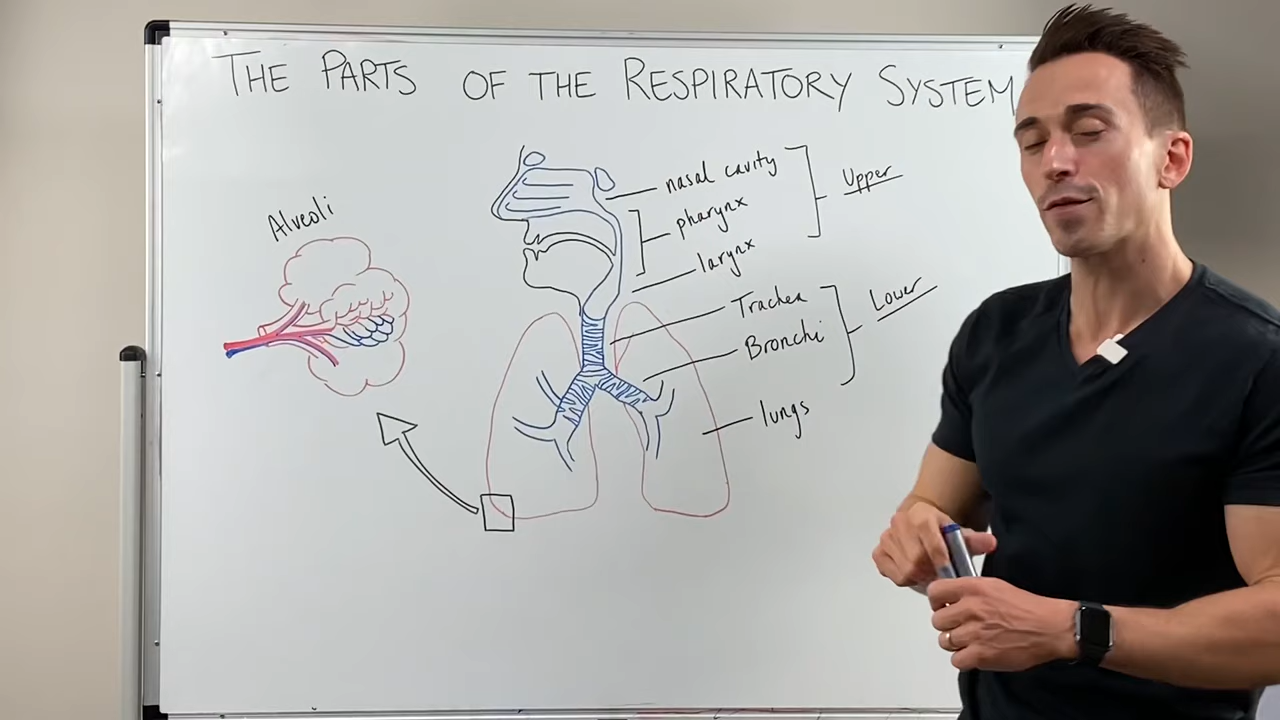 THE PARTS OF THE RESPIRATORY SYSTEM
Alveoli
nasal cavity
pharynx
larynx
Upper
Trachea
Bronchi
Lower
lungs